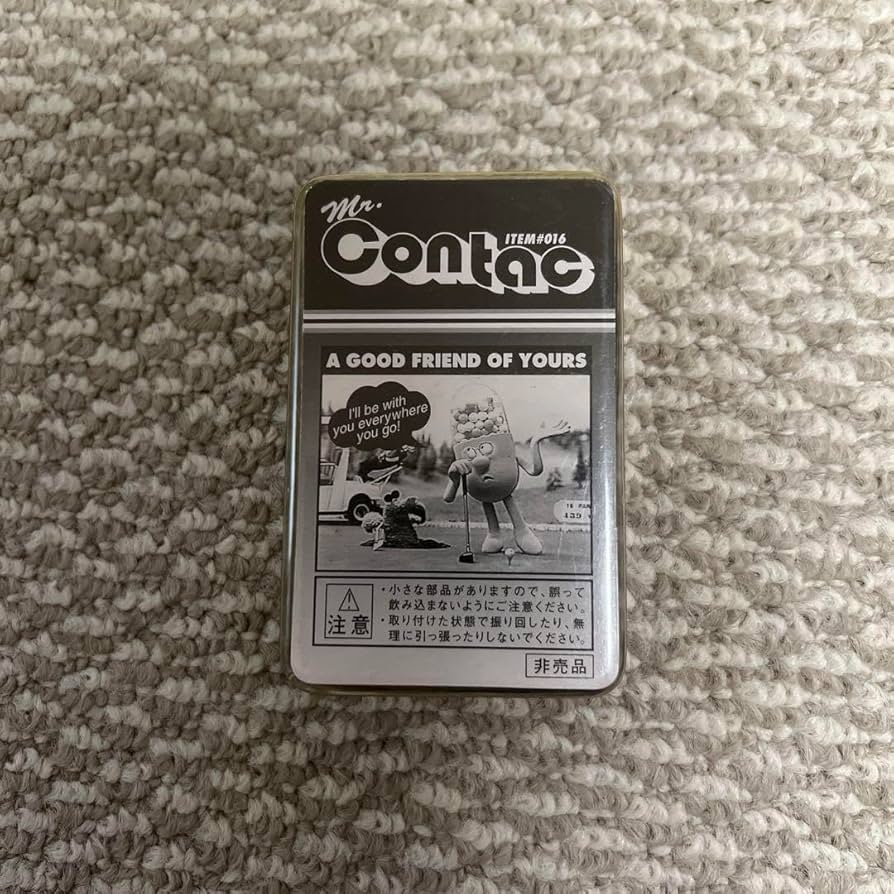 Mr.
Contac
ITEM#016
A GOOD FRIEND OF YOURS
I'll be with
you everywhere
you go!
16 PAR
139
注意
・小さな部品がありますので、誤って
飲み込まないようにご注意ください。
・取り付けた状態で振り回したり、無
理に引っ張ったりしないでください。
非売品